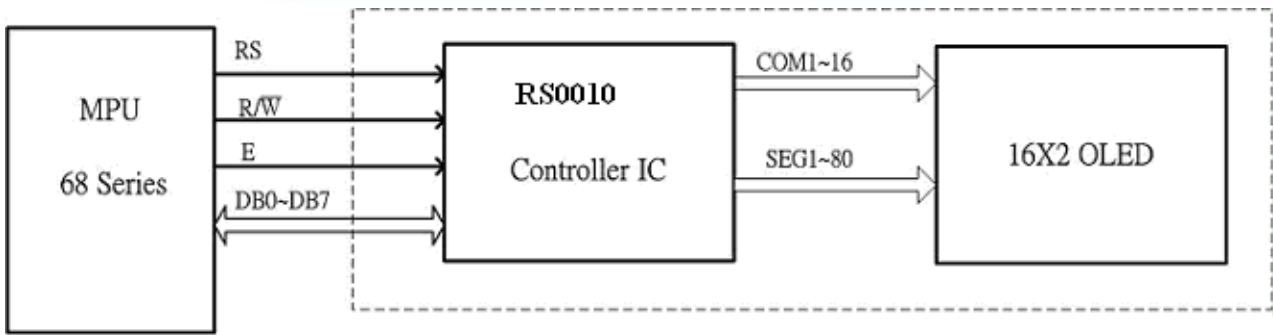 MPU
68 Series
RS
R/W̅
E
DB0~DB7
RS0010
Controller IC
COM1~16
SEG1~80
16X2 OLED